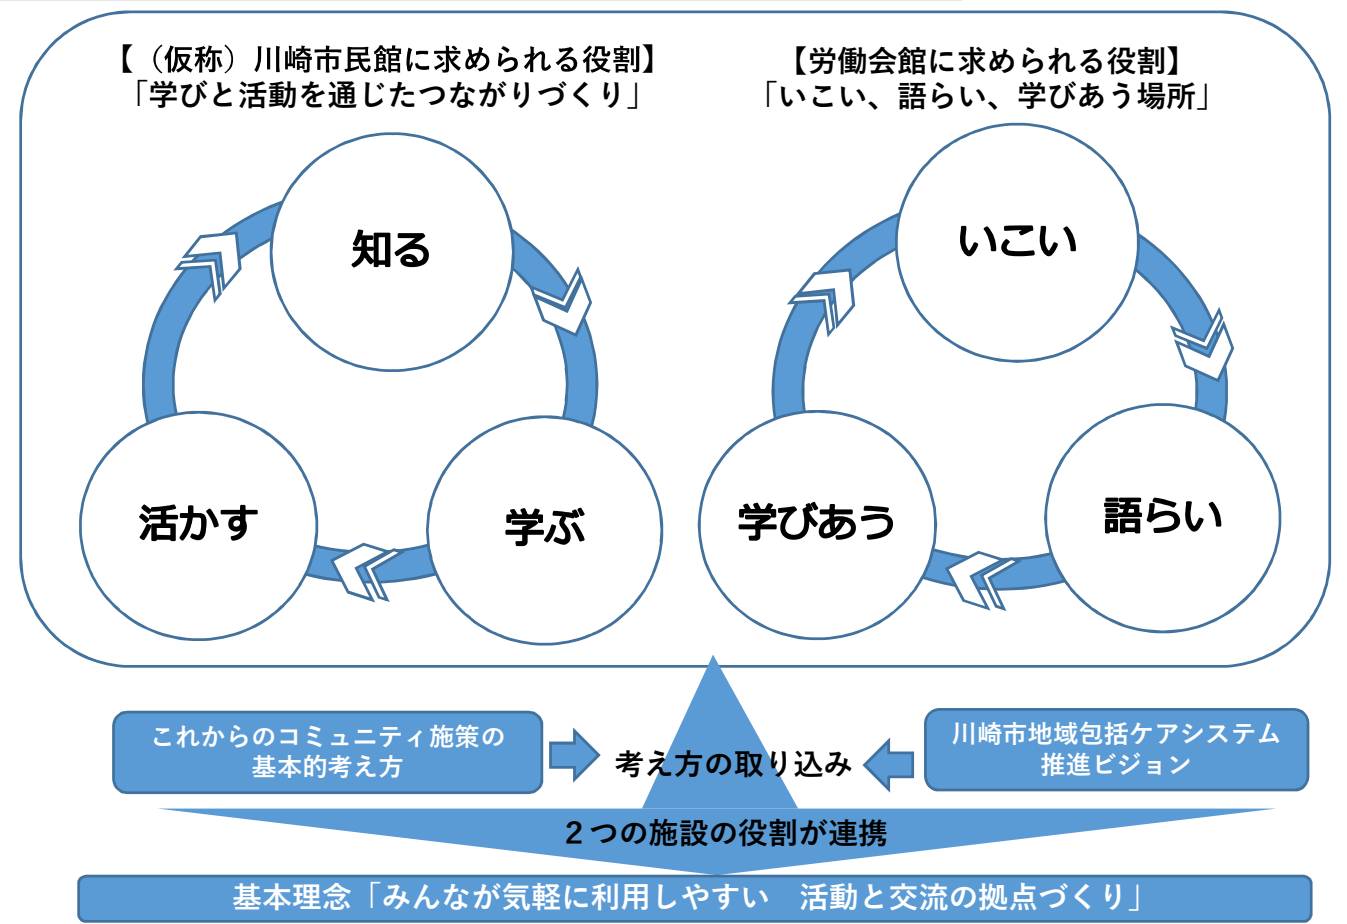 【（仮称）川崎市民館に求められる役割】
「学びと活動を通じたつながりづくり」
知る
学ぶ
活かす
【労働会館に求められる役割】
「いこい、語らい、学びあう場所」
いこい
語らい
学びあう
これからのコミュニティ施策の
基本的考え方
考え方の取り込み
川崎市地域包括ケアシステム
推進ビジョン
２つの施設の役割が連携
基本理念「みんなが気軽に利用しやすい　活動と交流の拠点づくり」